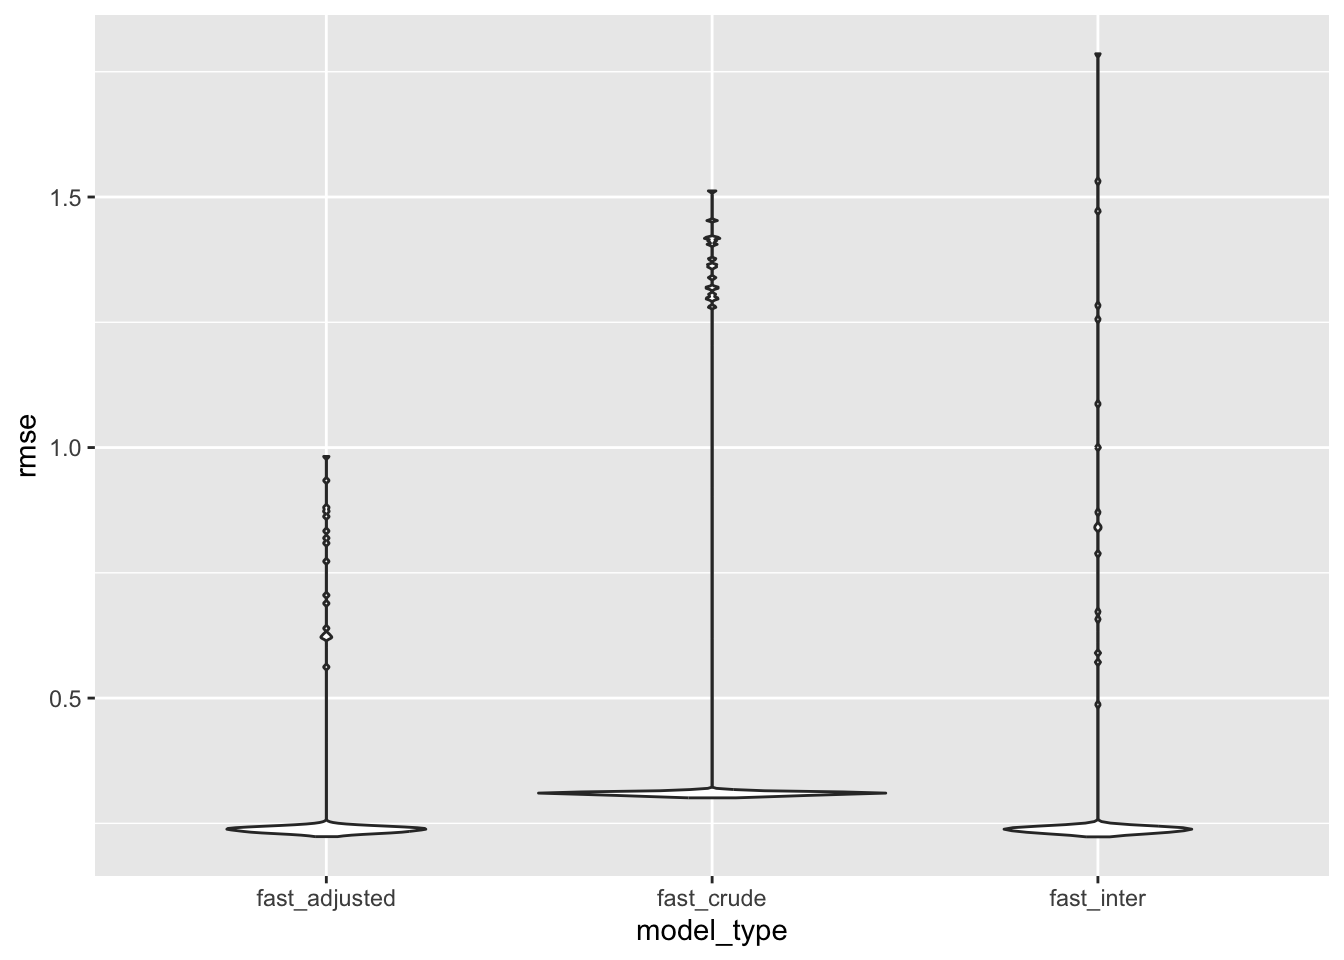 1.5
1.0
0.5
rmse
fast_adjusted
fast_crude
fast_inter
model_type